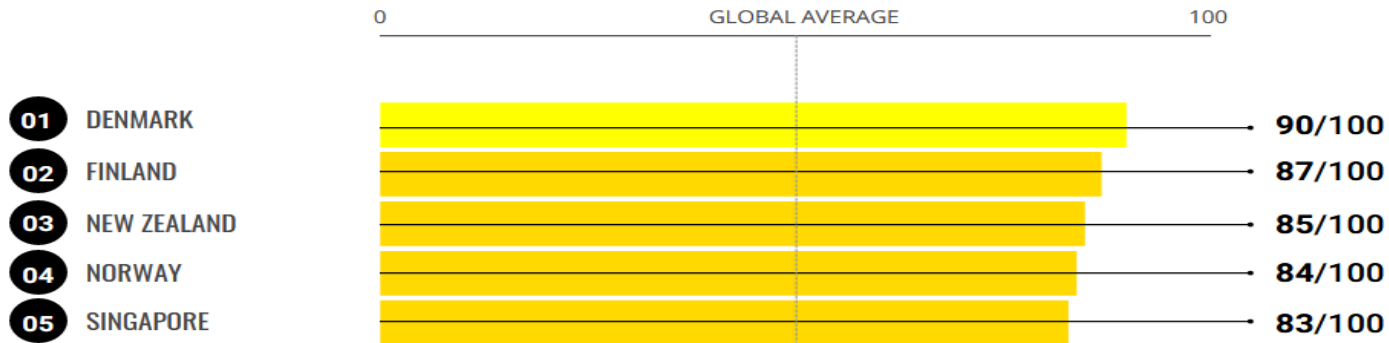 0 GLOBAL AVERAGE 100
01 DENMARK 90/100
02 FINLAND 87/100
03 NEW ZEALAND 85/100
04 NORWAY 84/100
05 SINGAPORE 83/100